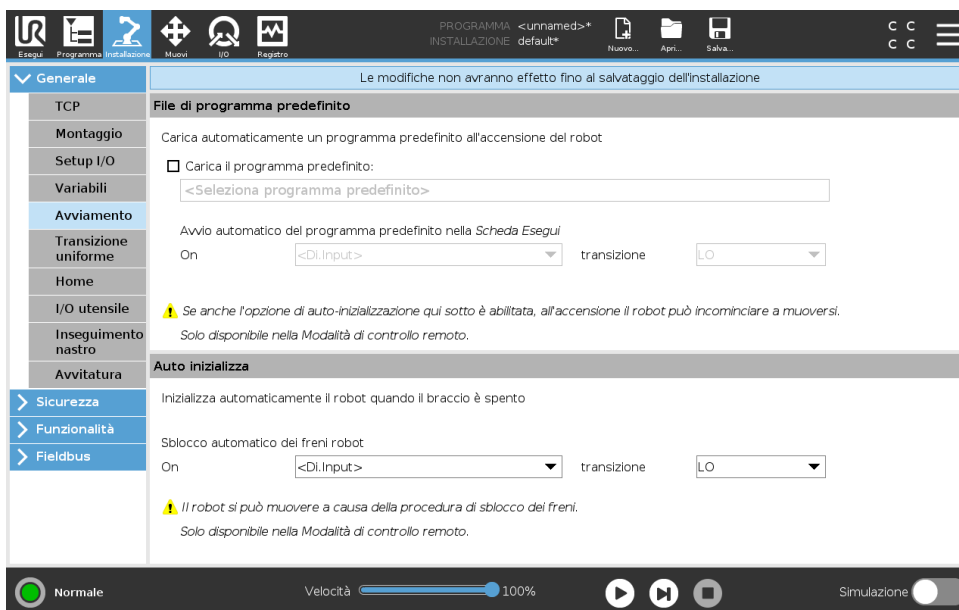 PROGRAMMA <unnamed>*
INSTALLAZIONE default*
Esegui Programma Installazione Muovi I/O Registro
Nuovo... Apri... Salva...
C C
C C
Generale
Le modifiche non avranno effetto fino al salvataggio dell'installazione
TCP
Montaggio
Setup I/O
Variabili
Avviamento
Transizione
uniforme
Home
I/O utensile
Inseguimento
nastro
Avvitatura
Sicurezza
Funzionalità
Fieldbus
File di programma predefinito
Carica automaticamente un programma predefinito all'accensione del robot
Carica il programma predefinito:
<Seleziona programma predefinito>
Avvio automatico del programma predefinito nella Scheda Esegui
On <Di.Input> transizione LO
Se anche l'opzione di auto-inizializzazione qui sotto è abilitata, all'accensione il robot può incominciare a muoversi.
Solo disponibile nella Modalità di controllo remoto.
Auto inizializza
Inizializza automaticamente il robot quando il braccio è spento
Sblocco automatico dei freni robot
On <Di.Input> transizione LO
Il robot si può muovere a causa della procedura di sblocco dei freni.
Solo disponibile nella Modalità di controllo remoto.
Normale
Velocità 100%
Simulazione